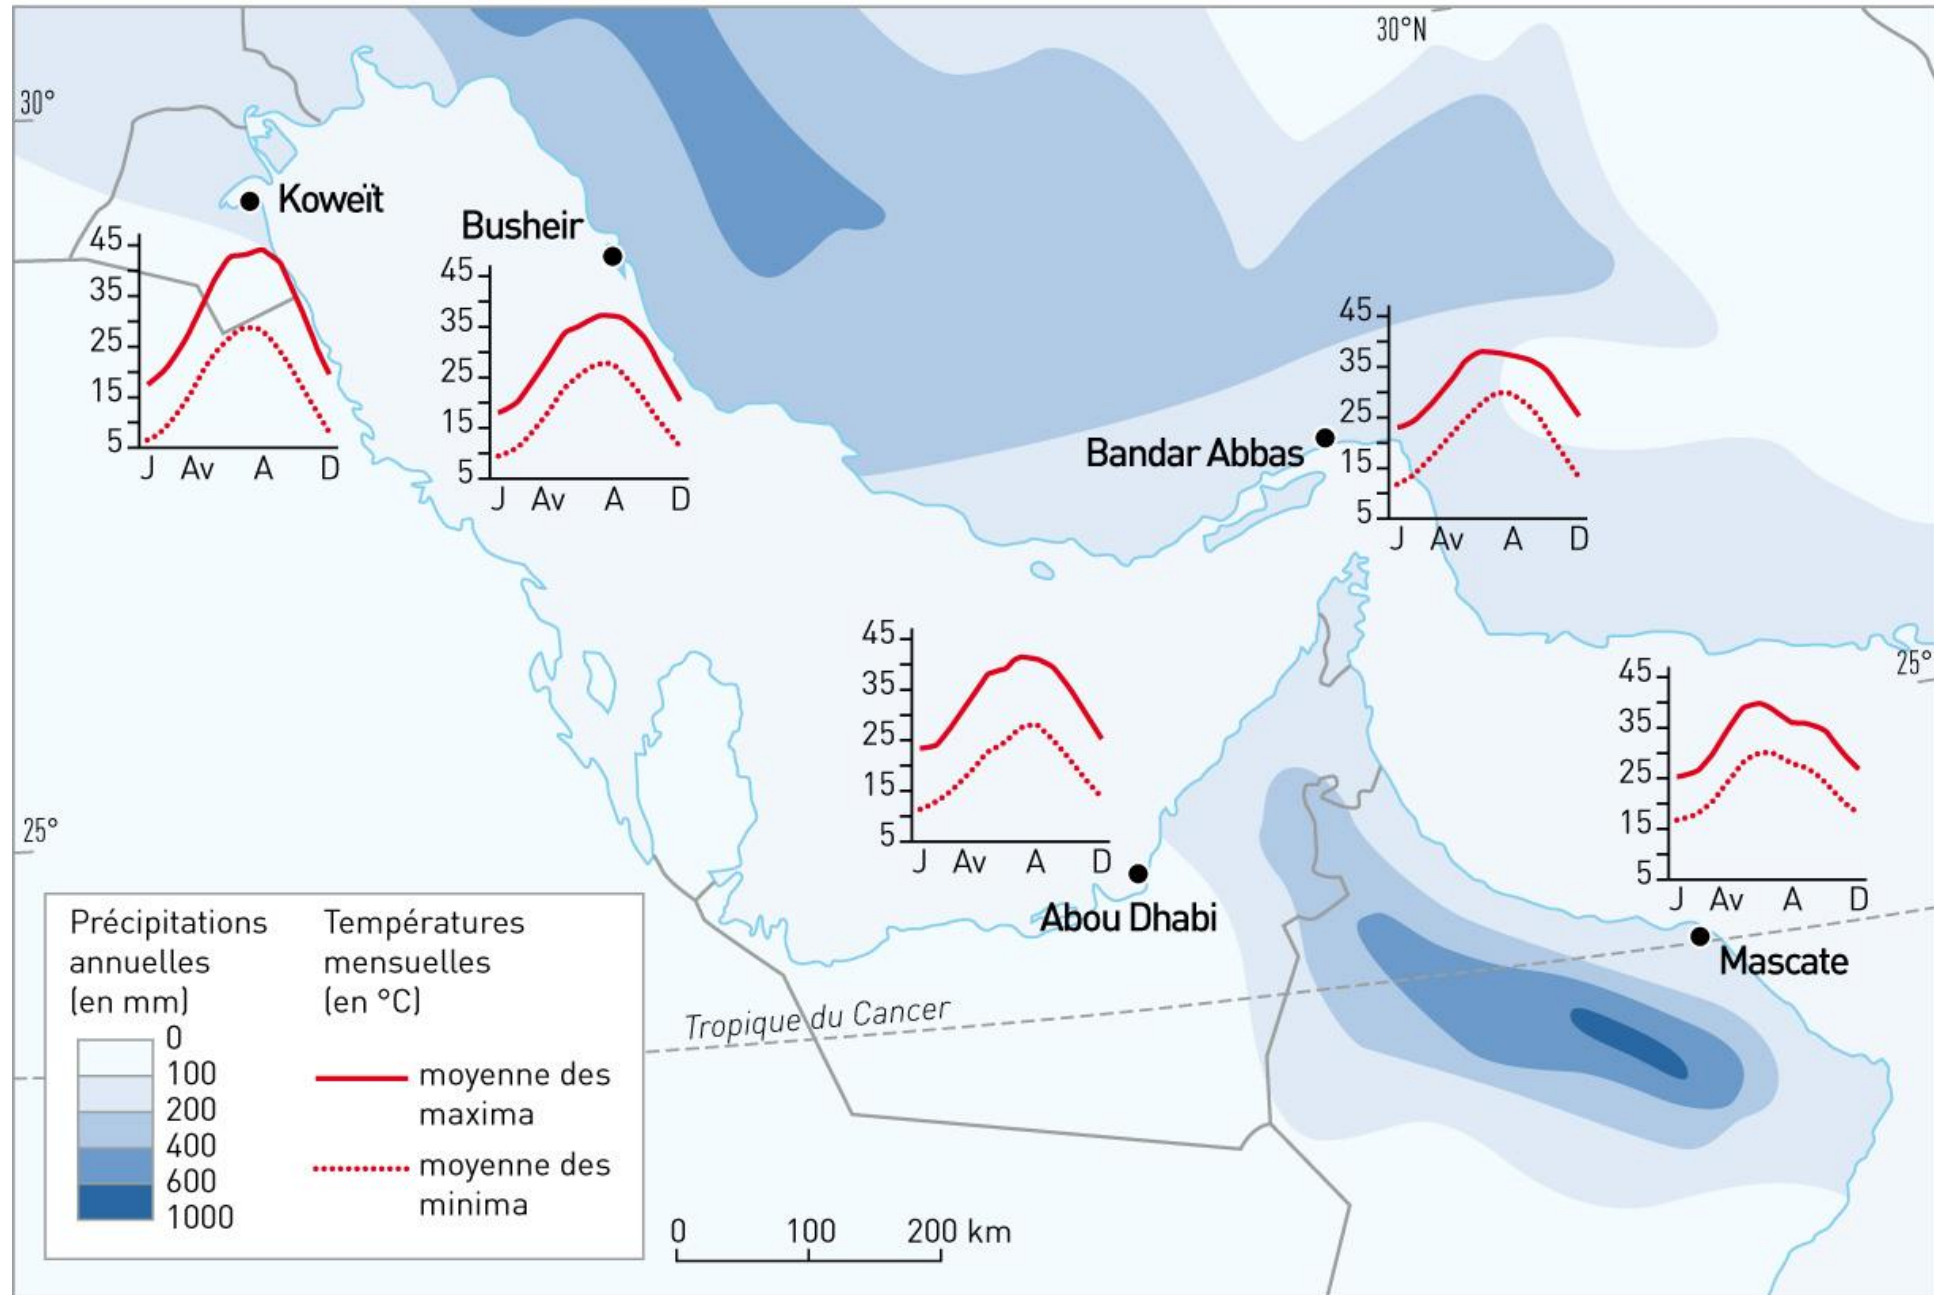 30°N
30°
Koweït
Busheir
45
35
25
15
5
J Av A D
45
35
25
15
5
J Av A D
45
35
25
15
5
J Av A D
Bandar Abbas
45
35
25
15
5
J Av A D
45
35
25
15
5
J Av A D
25°
25°
Abou Dhabi
Mascate
Tropique du Cancer
Précipitations
annuelles
(en mm)
0
100
200
400
600
1000
Températures
mensuelles
(en °C)
moyenne des
maxima
moyenne des
minima
0 100 200 km